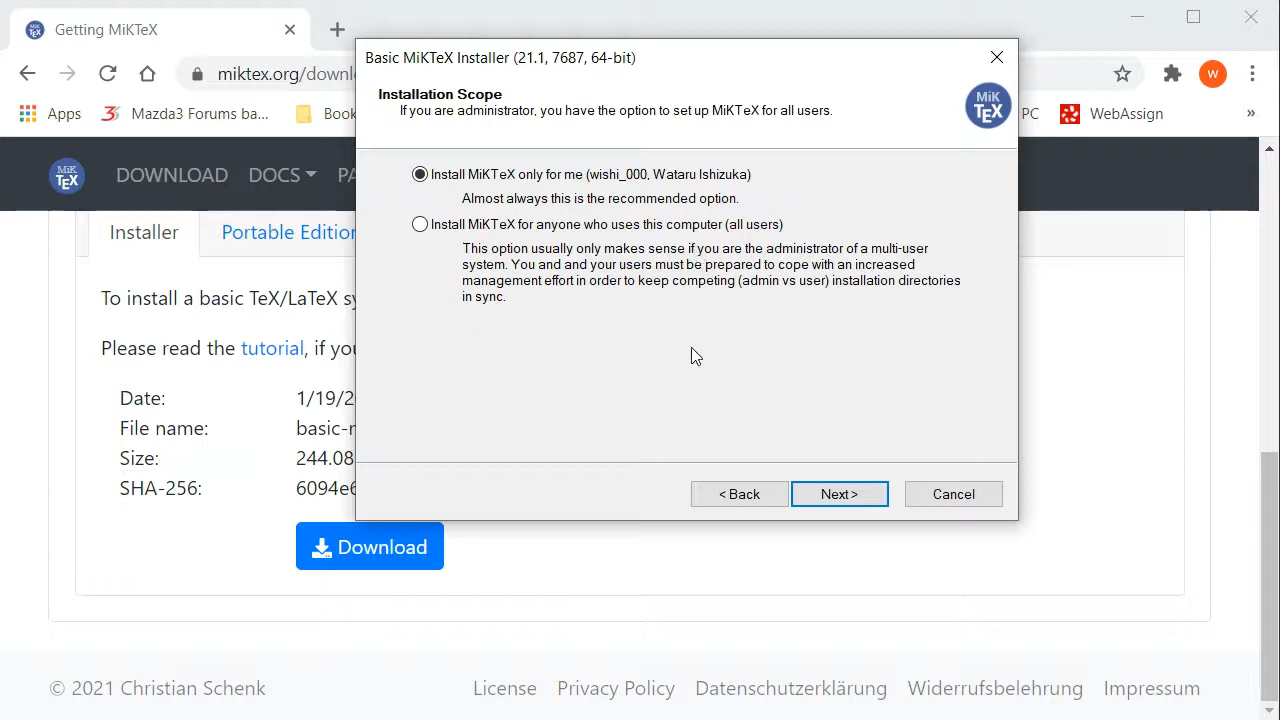 Getting MiKTeX
miktex.org/downl
Apps
Mazda3 Forums ba...
Book
PC
WebAssign
»
W
MiK
TEX
DOWNLOAD
DOCS
PA
Installer
Portable Edition
To install a basic TeX/LaTeX sy
Please read the tutorial, if you
Date:
1/19/2
File name:
basic-m
Size:
244.08
SHA-256:
6094e6
Download
Basic MiKTeX Installer (21.1, 7687, 64-bit)
Installation Scope
If you are administrator, you have the option to set up MiKTeX for all users.
MiK
TEX
Install MiKTeX only for me (wishi_000, Wataru Ishizuka)
Almost always this is the recommended option.
Install MiKTeX for anyone who uses this computer (all users)
This option usually only makes sense if you are the administrator of a multi-user
system. You and and your users must be prepared to cope with an increased
management effort in order to keep competing (admin vs user) installation directories
in sync.
< Back
Next >
Cancel
© 2021 Christian Schenk
License
Privacy Policy
Datenschutzerklärung
Widerrufsbelehrung
Impressum